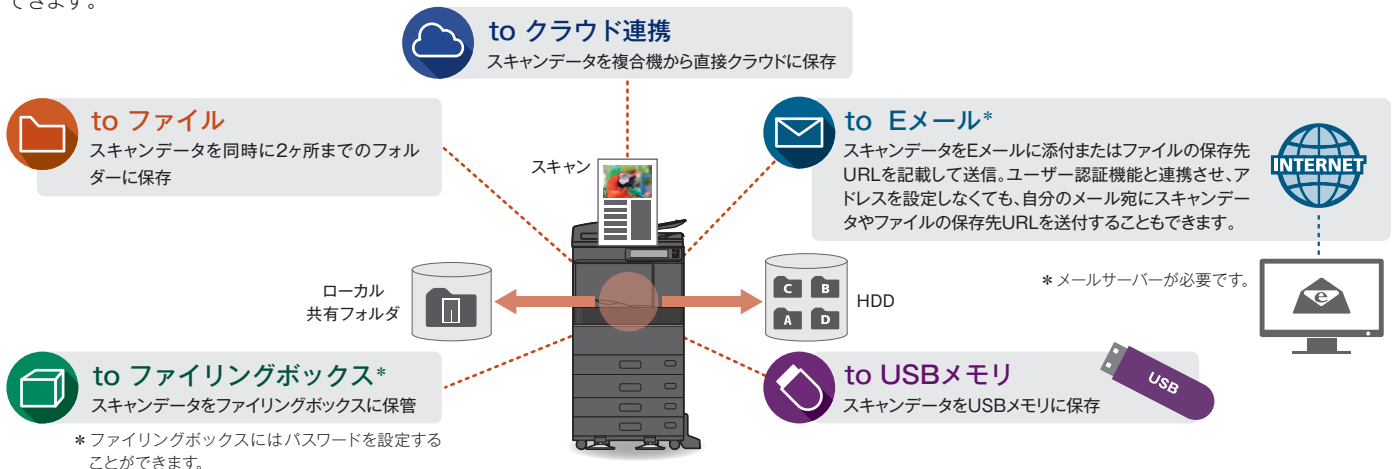 できます。
to クラウド連携
スキャンデータを複合機から直接クラウドに保存
to ファイル
スキャンデータを同時に2ヶ所までのフォル
ダーに保存
スキャン
to Eメール*
スキャンデータをEメールに添付またはファイルの保存先
URLを記載して送信。ユーザー認証機能と連携させ、ア
ドレスを設定しなくても、自分のメール宛にスキャンデー
タやファイルの保存先URLを送付することもできます。
INTERNET
*メールサーバーが必要です。
e
ローカル
共有フォルダ
C B
A D
HDD
to ファイリングボックス*
スキャンデータをファイリングボックスに保管
*ファイリングボックスにはパスワードを設定する
ことができます。
to USBメモリ
スキャンデータをUSBメモリに保存
USB